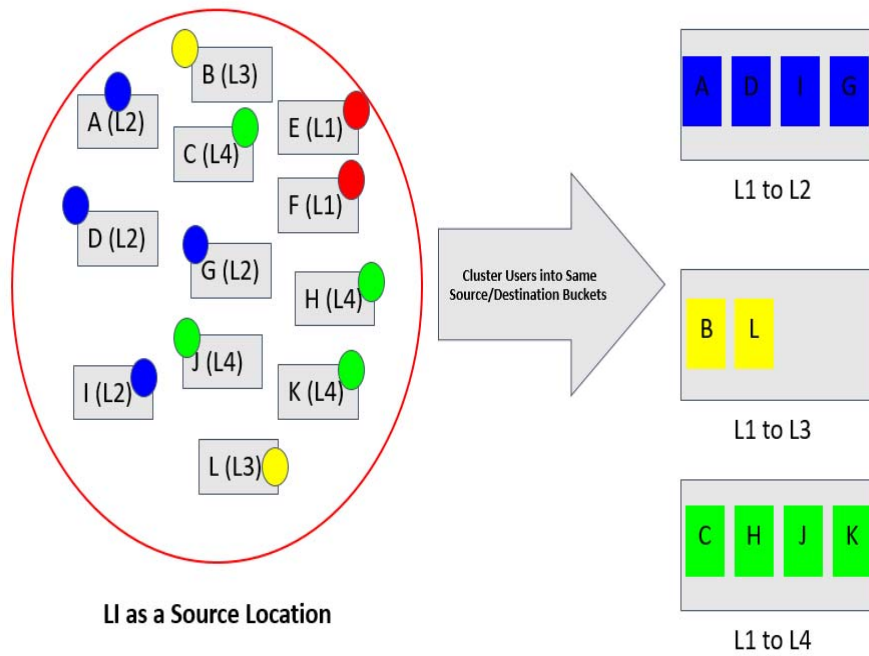 B (L3)
A (L2)
E (L1)
C (L4)
F (L1)
D (L2)
G (L2)
H (L4)
J (L4)
I (L2)
K (L4)
L (L3)
LI as a Source Location
Cluster Users into Same
Source/Destination Buckets
A D I G
L1 to L2
B L
L1 to L3
C H J K
L1 to L4